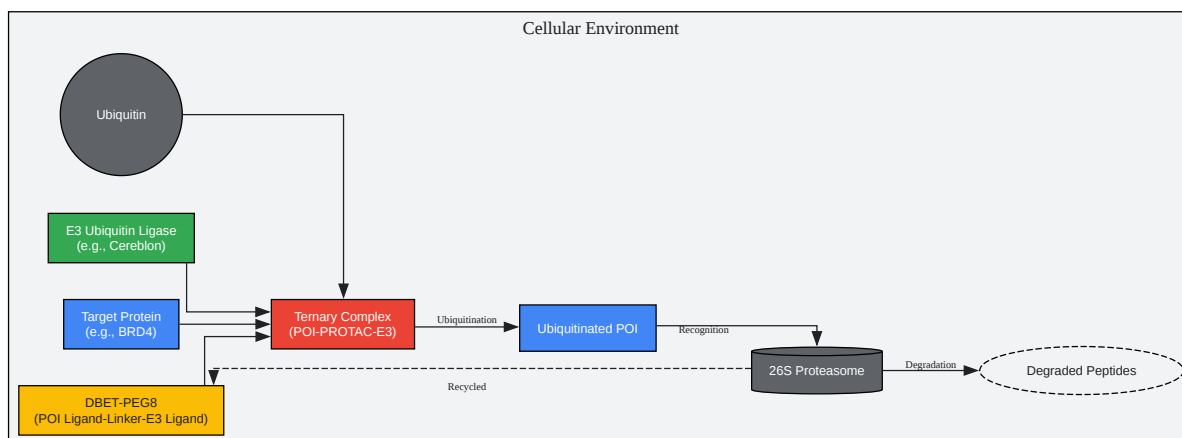 Cellular Environment
Ubiquitin
E3 Ubiquitin Ligase
(e.g., Cereblon)
Target Protein
(e.g., BRD4)
DBET-PEG8
(POI Ligand-Linker-E3 Ligand)
Ternary Complex
(POI-PROTAC-E3)
Ubiquitination
Ubiquitinated POI
Recognition
26S Proteasome
Recycled
Degradation
Degraded Peptides